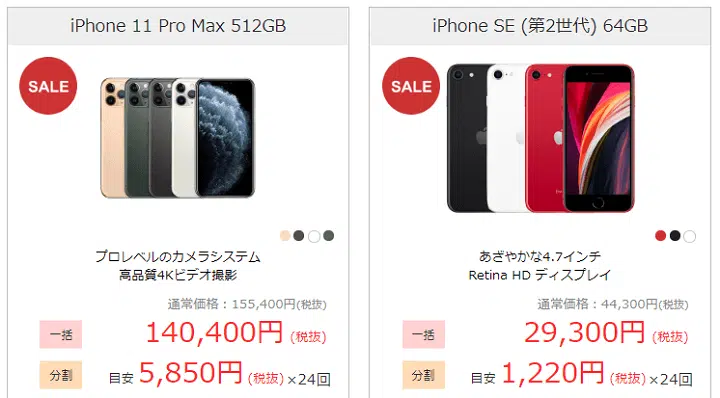 iPhone 11 Pro Max 512GB
SALE
プロレベルのカメラシステム
高品質4Kビデオ撮影
通常価格：155,400円(税抜)
一括 140,400円 (税抜)
分割 目安 5,850円 (税抜) ×24回
iPhone SE (第2世代) 64GB
SALE
あざやかな4.7インチ
Retina HD ディスプレイ
通常価格：44,300円(税抜)
一括 29,300円 (税抜)
分割 目安 1,220円 (税抜) ×24回